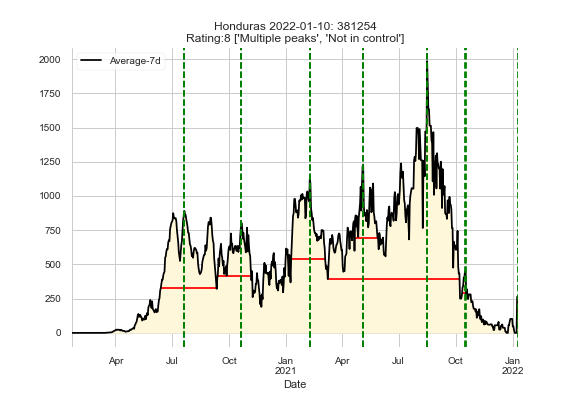 Honduras 2022-01-10: 381254
Rating:8 ['Multiple peaks', 'Not in control']
Average-7d
2000
1750
1500
1250
1000
750
500
250
0
Apr Jul Oct Jan Apr Jul Oct Jan
2021 2022
Date